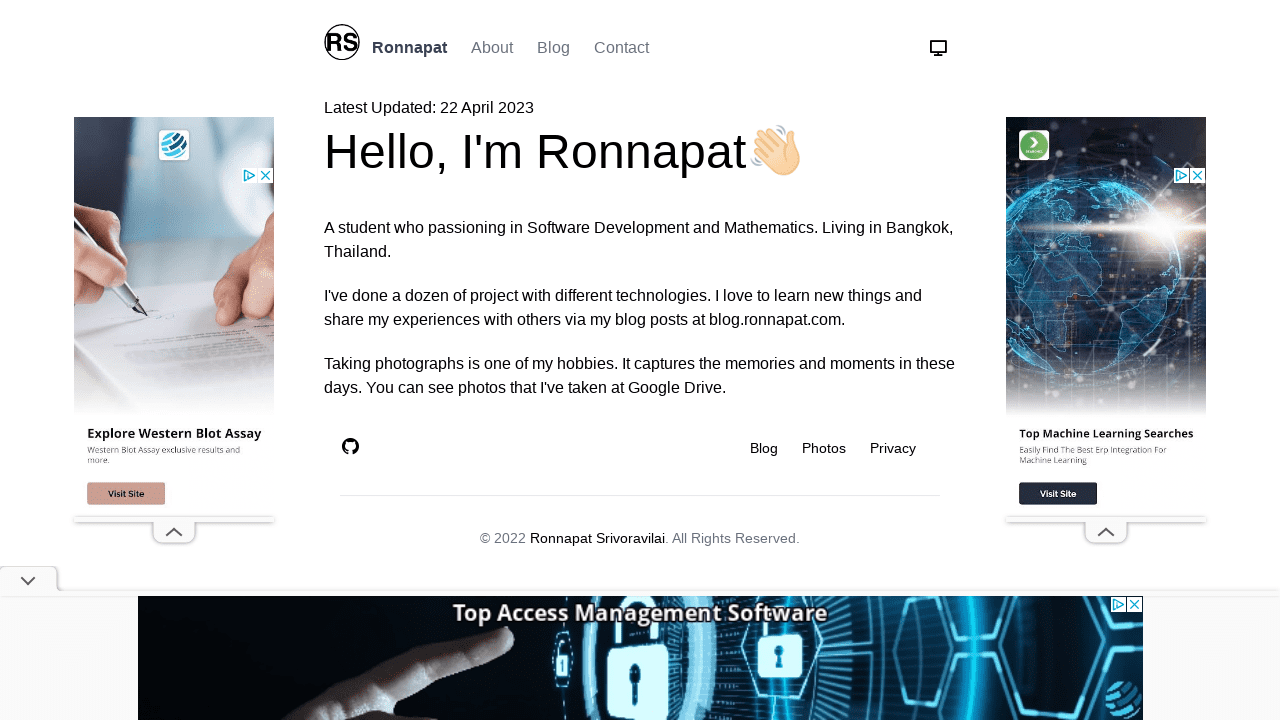 RS Ronnapat About Blog Contact
Latest Updated: 22 April 2023
Hello, I'm Ronnapat
A student who passioning in Software Development and Mathematics. Living in Bangkok,
Thailand.
I've done a dozen of project with different technologies. I love to learn new things and
share my experiences with others via my blog posts at blog.ronnapat.com.
Taking photographs is one of my hobbies. It captures the memories and moments in these
days. You can see photos that I've taken at Google Drive.
Blog Photos Privacy
© 2022 Ronnapat Srivoravilai. All Rights Reserved.
Explore Western Blot Assay
Western Blot Assay exclusive results and
more.
Visit Site
Top Machine Learning Searches
Easily Find The Best Erp Integration For
Machine Learning
Visit Site
Top Access Management Software